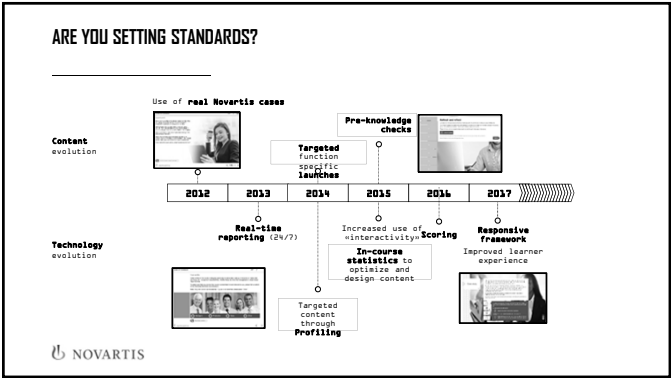 ARE YOU SETTING STANDARDS?
Use of real Novartis cases
Pre-knowledge
checks
Content
evolution
Targeted
function
specific
launches
2012
2013
2014
2015
2016
2017
Real-time
reporting (24/7)
Increased use of
«interactivity»
Scoring
Responsive
framework
Improved learner
experience
Technology
evolution
In-course
statistics to
optimize and
design content
Targeted
content
through
Profiling
NOVARTIS